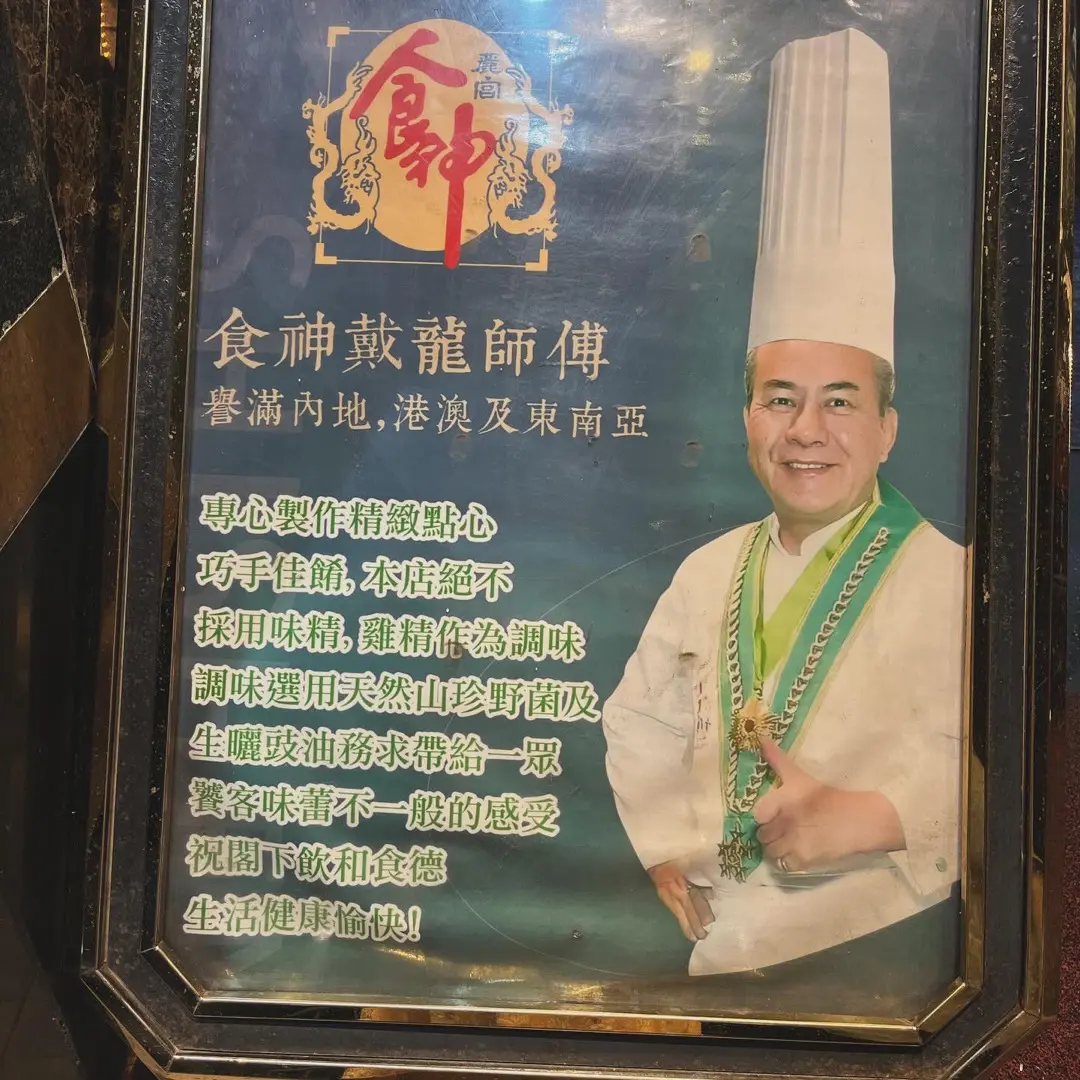 麗宮
食神
食神戴龍師傅
譽滿內地,港澳及東南亞
專心製作精緻點心
巧手佳餚,本店絕不
採用味精,雞精作為調味
調味選用天然山珍野菌及
生曬豉油務求帶給一眾
饕客味蕾不一般的感受
祝閣下飲和食德
生活健康愉快!